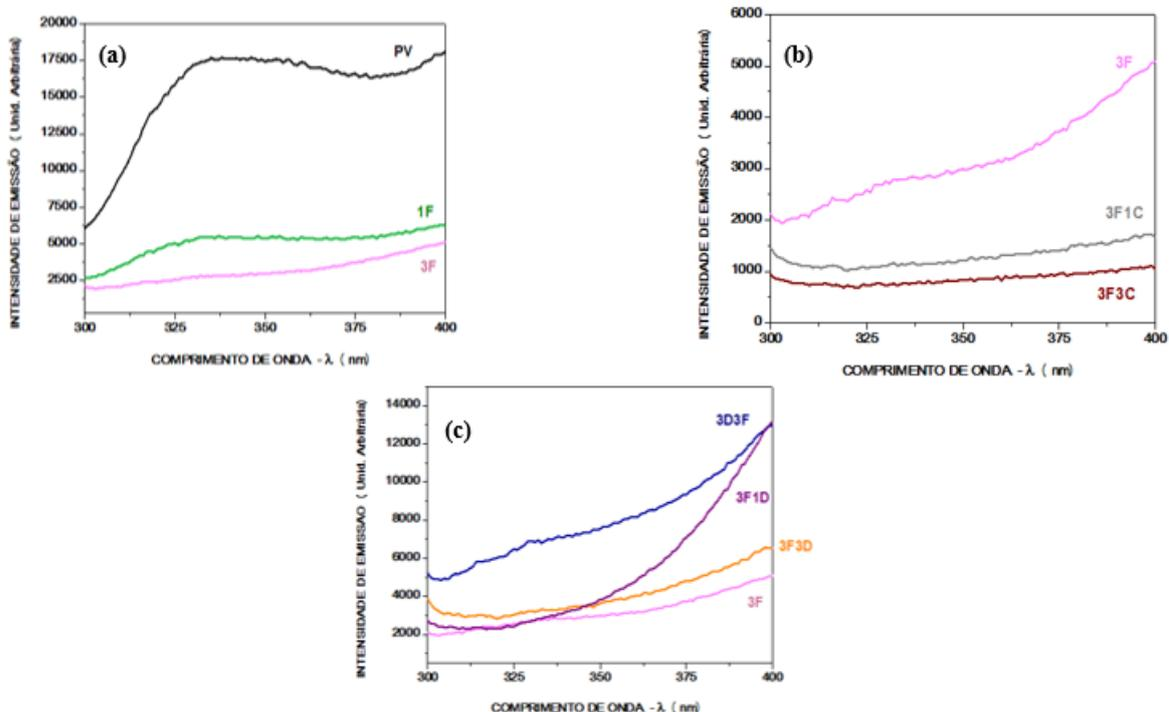 (a)
INTENSIDADE DE EMISSÃO ( Unid. Arbitrária)
20000
17500
15000
12500
10000
7500
5000
2500
PV
1F
3F
300 325 350 375 400
COMPRIMENTO DE ONDA - λ ( nm)
(b)
INTENSIDADE DE EMISSÃO ( Unid. Arbitrária)
6000
5000
4000
3000
2000
1000
0
3F
3F1C
3F3C
300 325 350 375 400
COMPRIMENTO DE ONDA - λ ( nm)
(c)
INTENSIDADE DE EMISSÃO ( Unid. Arbitrária)
14000
12000
10000
8000
6000
4000
2000
3D3F
3F1D
3F3D
3F
300 325 350 375 400
COMPRIMENTO DE ONDA - λ ( nm)